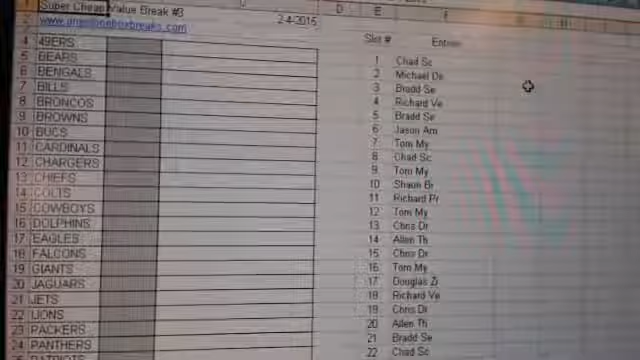 Super Cheap Value Break #3
2-4-2015
D E F
Slot # Entrner
4 49ERS
5 BEARS 1 Chad Sc
6 BENGALS 2 Michael De
7 BILLS 3 Bradd Se
8 BRONCOS 4 Richard Ve
9 BROWNS 5 Bradd Se
10 BUCS 6 Jason Am
11 CARDINALS 7 Tom My
12 CHARGERS 8 Chad Sc
13 CHIEFS 9 Tom My
14 COLTS 10 Shaun Br
15 COWBOYS 11 Richard Pr
16 DOLPHINS 12 Tom My
17 EAGLES 13 Chris Dr
18 FALCONS 14 Allen Th
19 GIANTS 15 Chris Dr
20 JAGUARS 16 Tom My
21 JETS 17 Douglas Zi
22 LIONS 18 Richard Ve
23 PACKERS 19 Chris Dr
24 PANTHERS 20 Allen Th
PATRIOTS 21 Bradd Se
22 Chad Sc